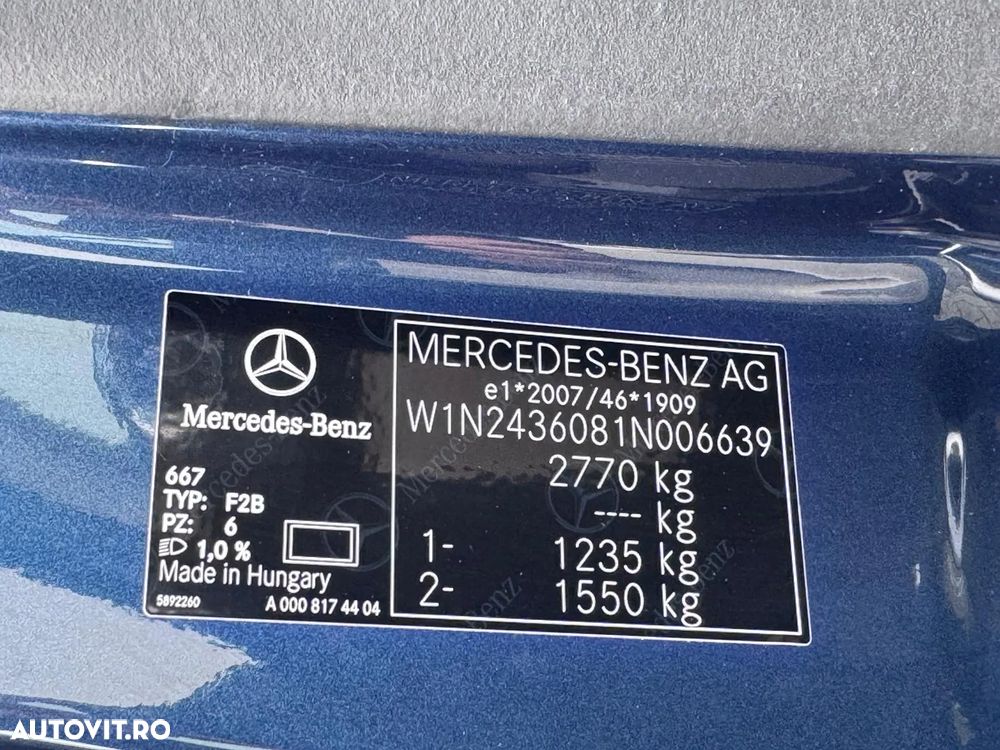 Mercedes-Benz
667
TYP: F2B
PZ: 6
1,0 %
Made in Hungary
5892260 A 000 817 44 04
MERCEDES-BENZ AG
e1*2007/46*1909
W1N2436081N006639
2770 kg
---- kg
1- 1235 kg
2- 1550 kg
AUTOVIT.RO